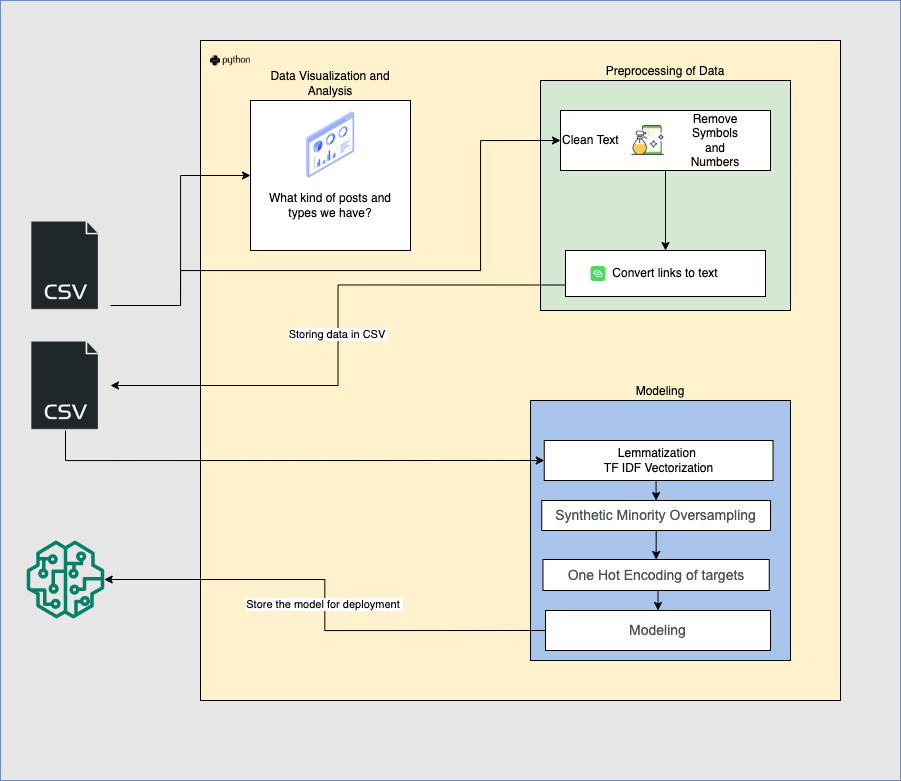 python
Data Visualization and
Analysis
What kind of posts and
types we have?
Preprocessing of Data
Clean Text
Remove
Symbols
and
Numbers
Convert links to text
CSV
Storing data in CSV
CSV
Modeling
Lemmatization
TF IDF Vectorization
Synthetic Minority Oversampling
One Hot Encoding of targets
Store the model for deployment
Modeling